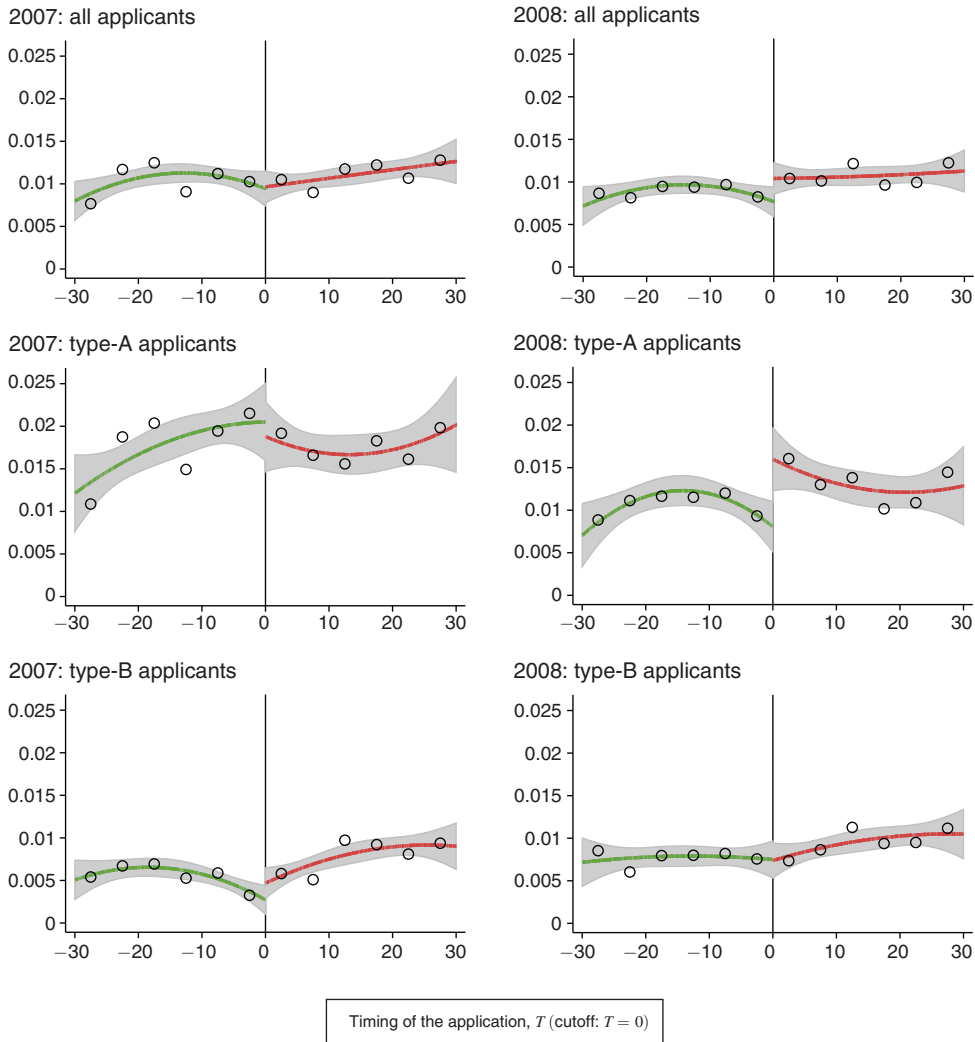 2007: all applicants
0.025
0.02
0.015
0.01
0.005
0
−30 −20 −10 0 10 20 30
2008: all applicants
0.025
0.02
0.015
0.01
0.005
0
−30 −20 −10 0 10 20 30
2007: type-A applicants
0.025
0.02
0.015
0.01
0.005
0
−30 −20 −10 0 10 20 30
2008: type-A applicants
0.025
0.02
0.015
0.01
0.005
0
−30 −20 −10 0 10 20 30
2007: type-B applicants
0.025
0.02
0.015
0.01
0.005
0
−30 −20 −10 0 10 20 30
2008: type-B applicants
0.025
0.02
0.015
0.01
0.005
0
−30 −20 −10 0 10 20 30
Timing of the application, T (cutoff: T = 0)